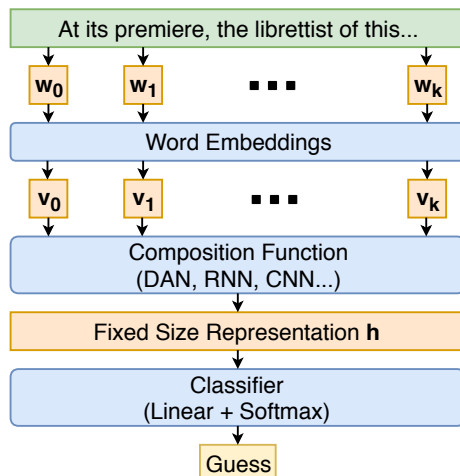 At its premiere, the librettist of this...
w0 w1 ... wk
Word Embeddings
v0 v1 ... vk
Composition Function
(DAN, RNN, CNN...)
Fixed Size Representation h
Classifier
(Linear + Softmax)
Guess